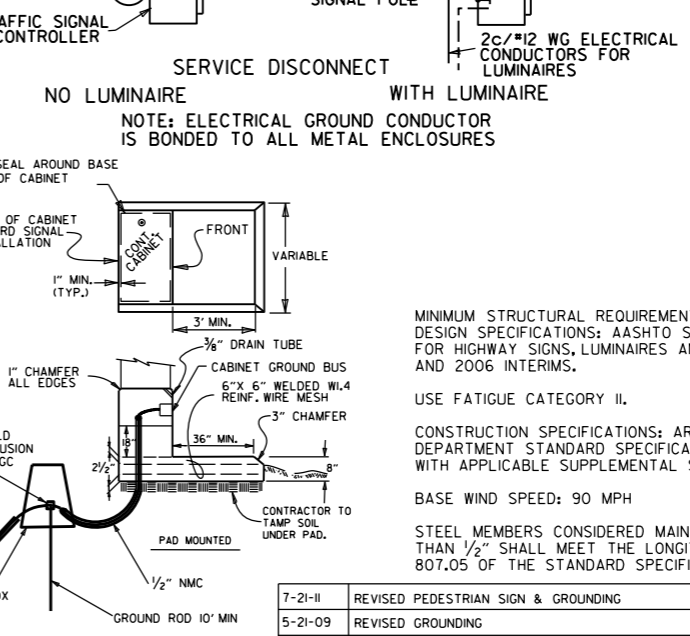 AFFIC SIGNAL
CONTROLLER
SIGNAL POLE
2c/#12 WG ELECTRICAL
CONDUCTORS FOR
LUMINAIRES
SERVICE DISCONNECT
NO LUMINAIRE
WITH LUMINAIRE
NOTE: ELECTRICAL GROUND CONDUCTOR
IS BONDED TO ALL METAL ENCLOSURES
SEAL AROUND BASE
OF CABINET
OF CABINET
RD SIGNAL
LLATION
CONT.
CABINET
FRONT
VARIABLE
1" MIN.
(TYP.)
3' MIN.
3/8" DRAIN TUBE
CABINET GROUND BUS
1" CHAMFER
ALL EDGES
6"X 6" WELDED W1.4
REINF. WIRE MESH
3" CHAMFER
18"
36" MIN.
2 1/2"
8"
LD
USION
GC
CONTRACTOR TO
TAMP SOIL
UNDER PAD.
PAD MOUNTED
1/2" NMC
OX
GROUND ROD 10' MIN
MINIMUM STRUCTURAL REQUIREMEN
DESIGN SPECIFICATIONS: AASHTO S
FOR HIGHWAY SIGNS, LUMINAIRES A
AND 2006 INTERIMS.
USE FATIGUE CATEGORY II.
CONSTRUCTION SPECIFICATIONS: AR
DEPARTMENT STANDARD SPECIFICA
WITH APPLICABLE SUPPLEMENTAL S
BASE WIND SPEED: 90 MPH
STEEL MEMBERS CONSIDERED MAIN
THAN 1/2" SHALL MEET THE LONGI
807.05 OF THE STANDARD SPECIFI
7-21-11 REVISED PEDESTRIAN SIGN & GROUNDING
5-21-09 REVISED GROUNDING